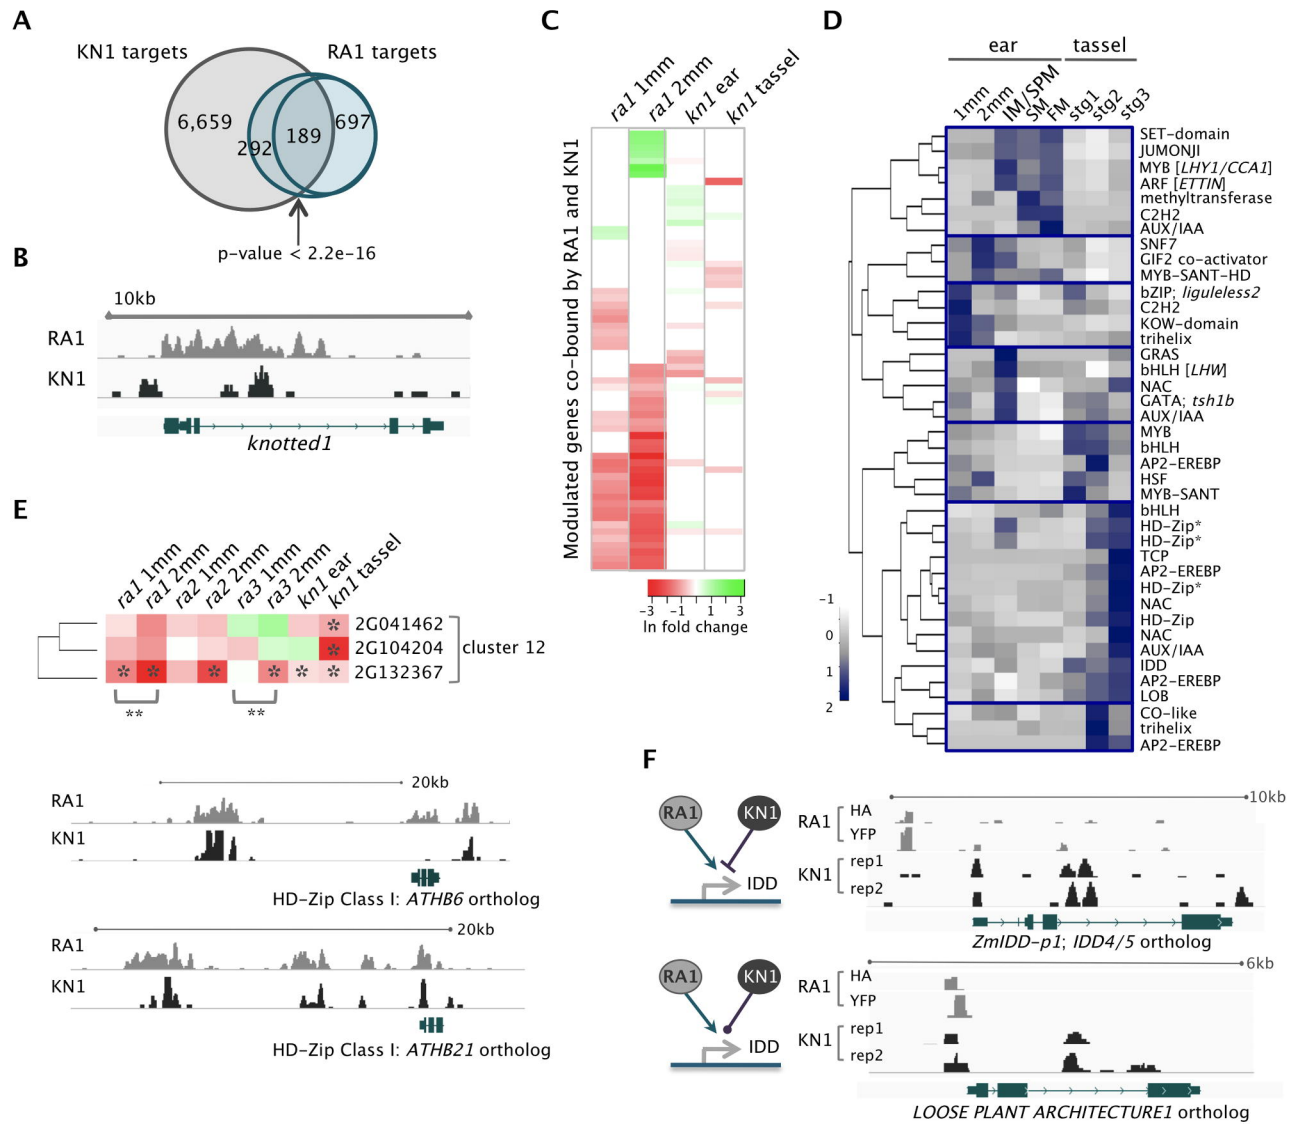 A
KN1 targets
RA1 targets
6,659
292
189
697
p-value < 2.2e-16
B
10kb
RA1
KN1
knotted1
C
ra1 1mm
ra1 2mm
kn1 ear
kn1 tassel
Modulated genes co-bound by RA1 and KN1
-3 -1 1 3
ln fold change
D
ear
tassel
1mm
2mm
IM/SPM
SM
FM
stg1
stg2
stg3
SET-domain
JUMONJI
MYB [LHY1/CCA1]
ARF [ETTIN]
methyltransferase
C2H2
AUX/IAA
SNF7
GIF2 co-activator
MYB-SANT-HD
bZIP; liguleless2
C2H2
KOW-domain
trihelix
GRAS
bHLH [LHW]
NAC
GATA; tsh1b
AUX/IAA
MYB
bHLH
AP2-EREBP
HSF
MYB-SANT
bHLH
HD-Zip*
HD-Zip*
TCP
AP2-EREBP
HD-Zip*
NAC
HD-Zip
NAC
AUX/IAA
IDD
AP2-EREBP
LOB
CO-like
trihelix
AP2-EREBP
-1
0
1
2
E
ra1 1mm
ra1 2mm
ra2 1mm
ra2 2mm
ra3 1mm
ra3 2mm
kn1 ear
kn1 tassel
* 2G041462
* 2G104204
* * * * * * 2G132367
cluster 12
** **
20kb
RA1
KN1
HD-Zip Class I: ATHB6 ortholog
20kb
RA1
KN1
HD-Zip Class I: ATHB21 ortholog
F
RA1
KN1
IDD
10kb
RA1
HA
YFP
KN1
rep1
rep2
ZmIDD-p1; IDD4/5 ortholog
RA1
KN1
IDD
6kb
RA1
HA
YFP
KN1
rep1
rep2
LOOSE PLANT ARCHITECTURE1 ortholog